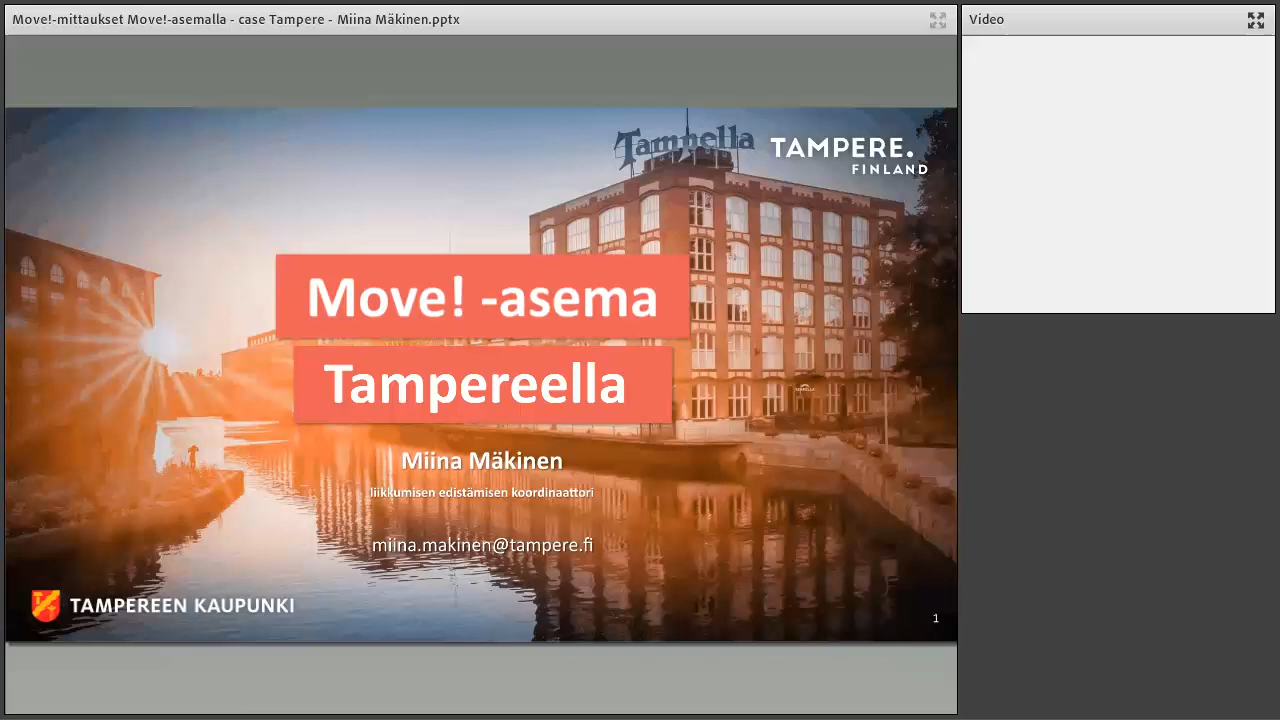 Move!-mittaukset Move!-asemalla - case Tampere - Miina Mäkinen.pptx
Video
Tampella
TAMPERE.
FINLAND
Move! -asema
Tampereella
Miina Mäkinen
liikkumisen edistämisen koordinaattori
miina.makinen@tampere.fi
TAMPEREEN KAUPUNKI
1